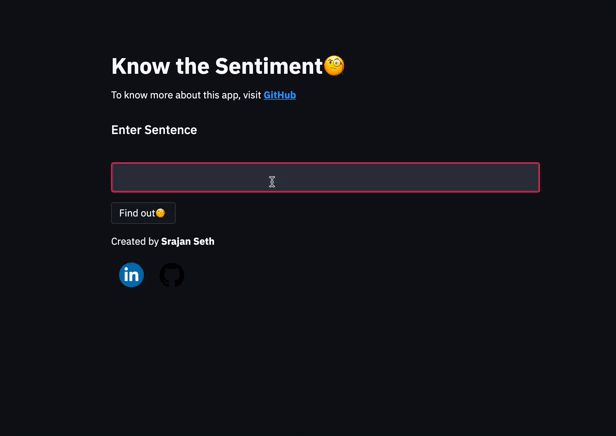 Know the Sentiment🧐
To know more about this app, visit GitHub
Enter Sentence
Find out🧐
Created by Srajan Seth
in